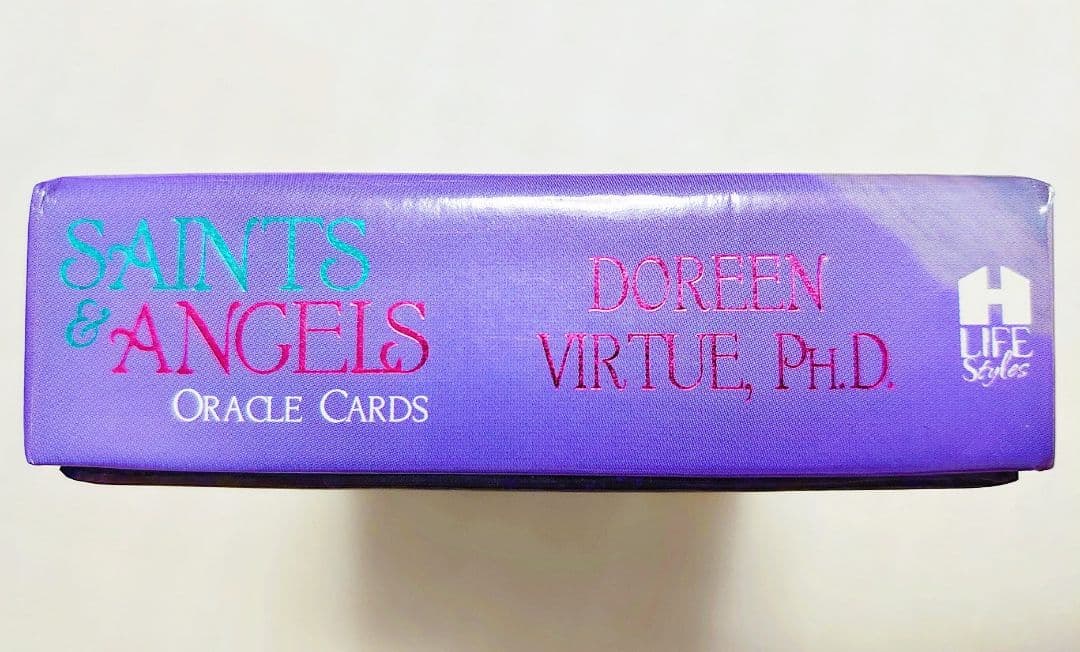 SAINTS
& ANGELS
ORACLE CARDS
DOREEN
VIRTUE, PH.D.
H
LIFE
Styles